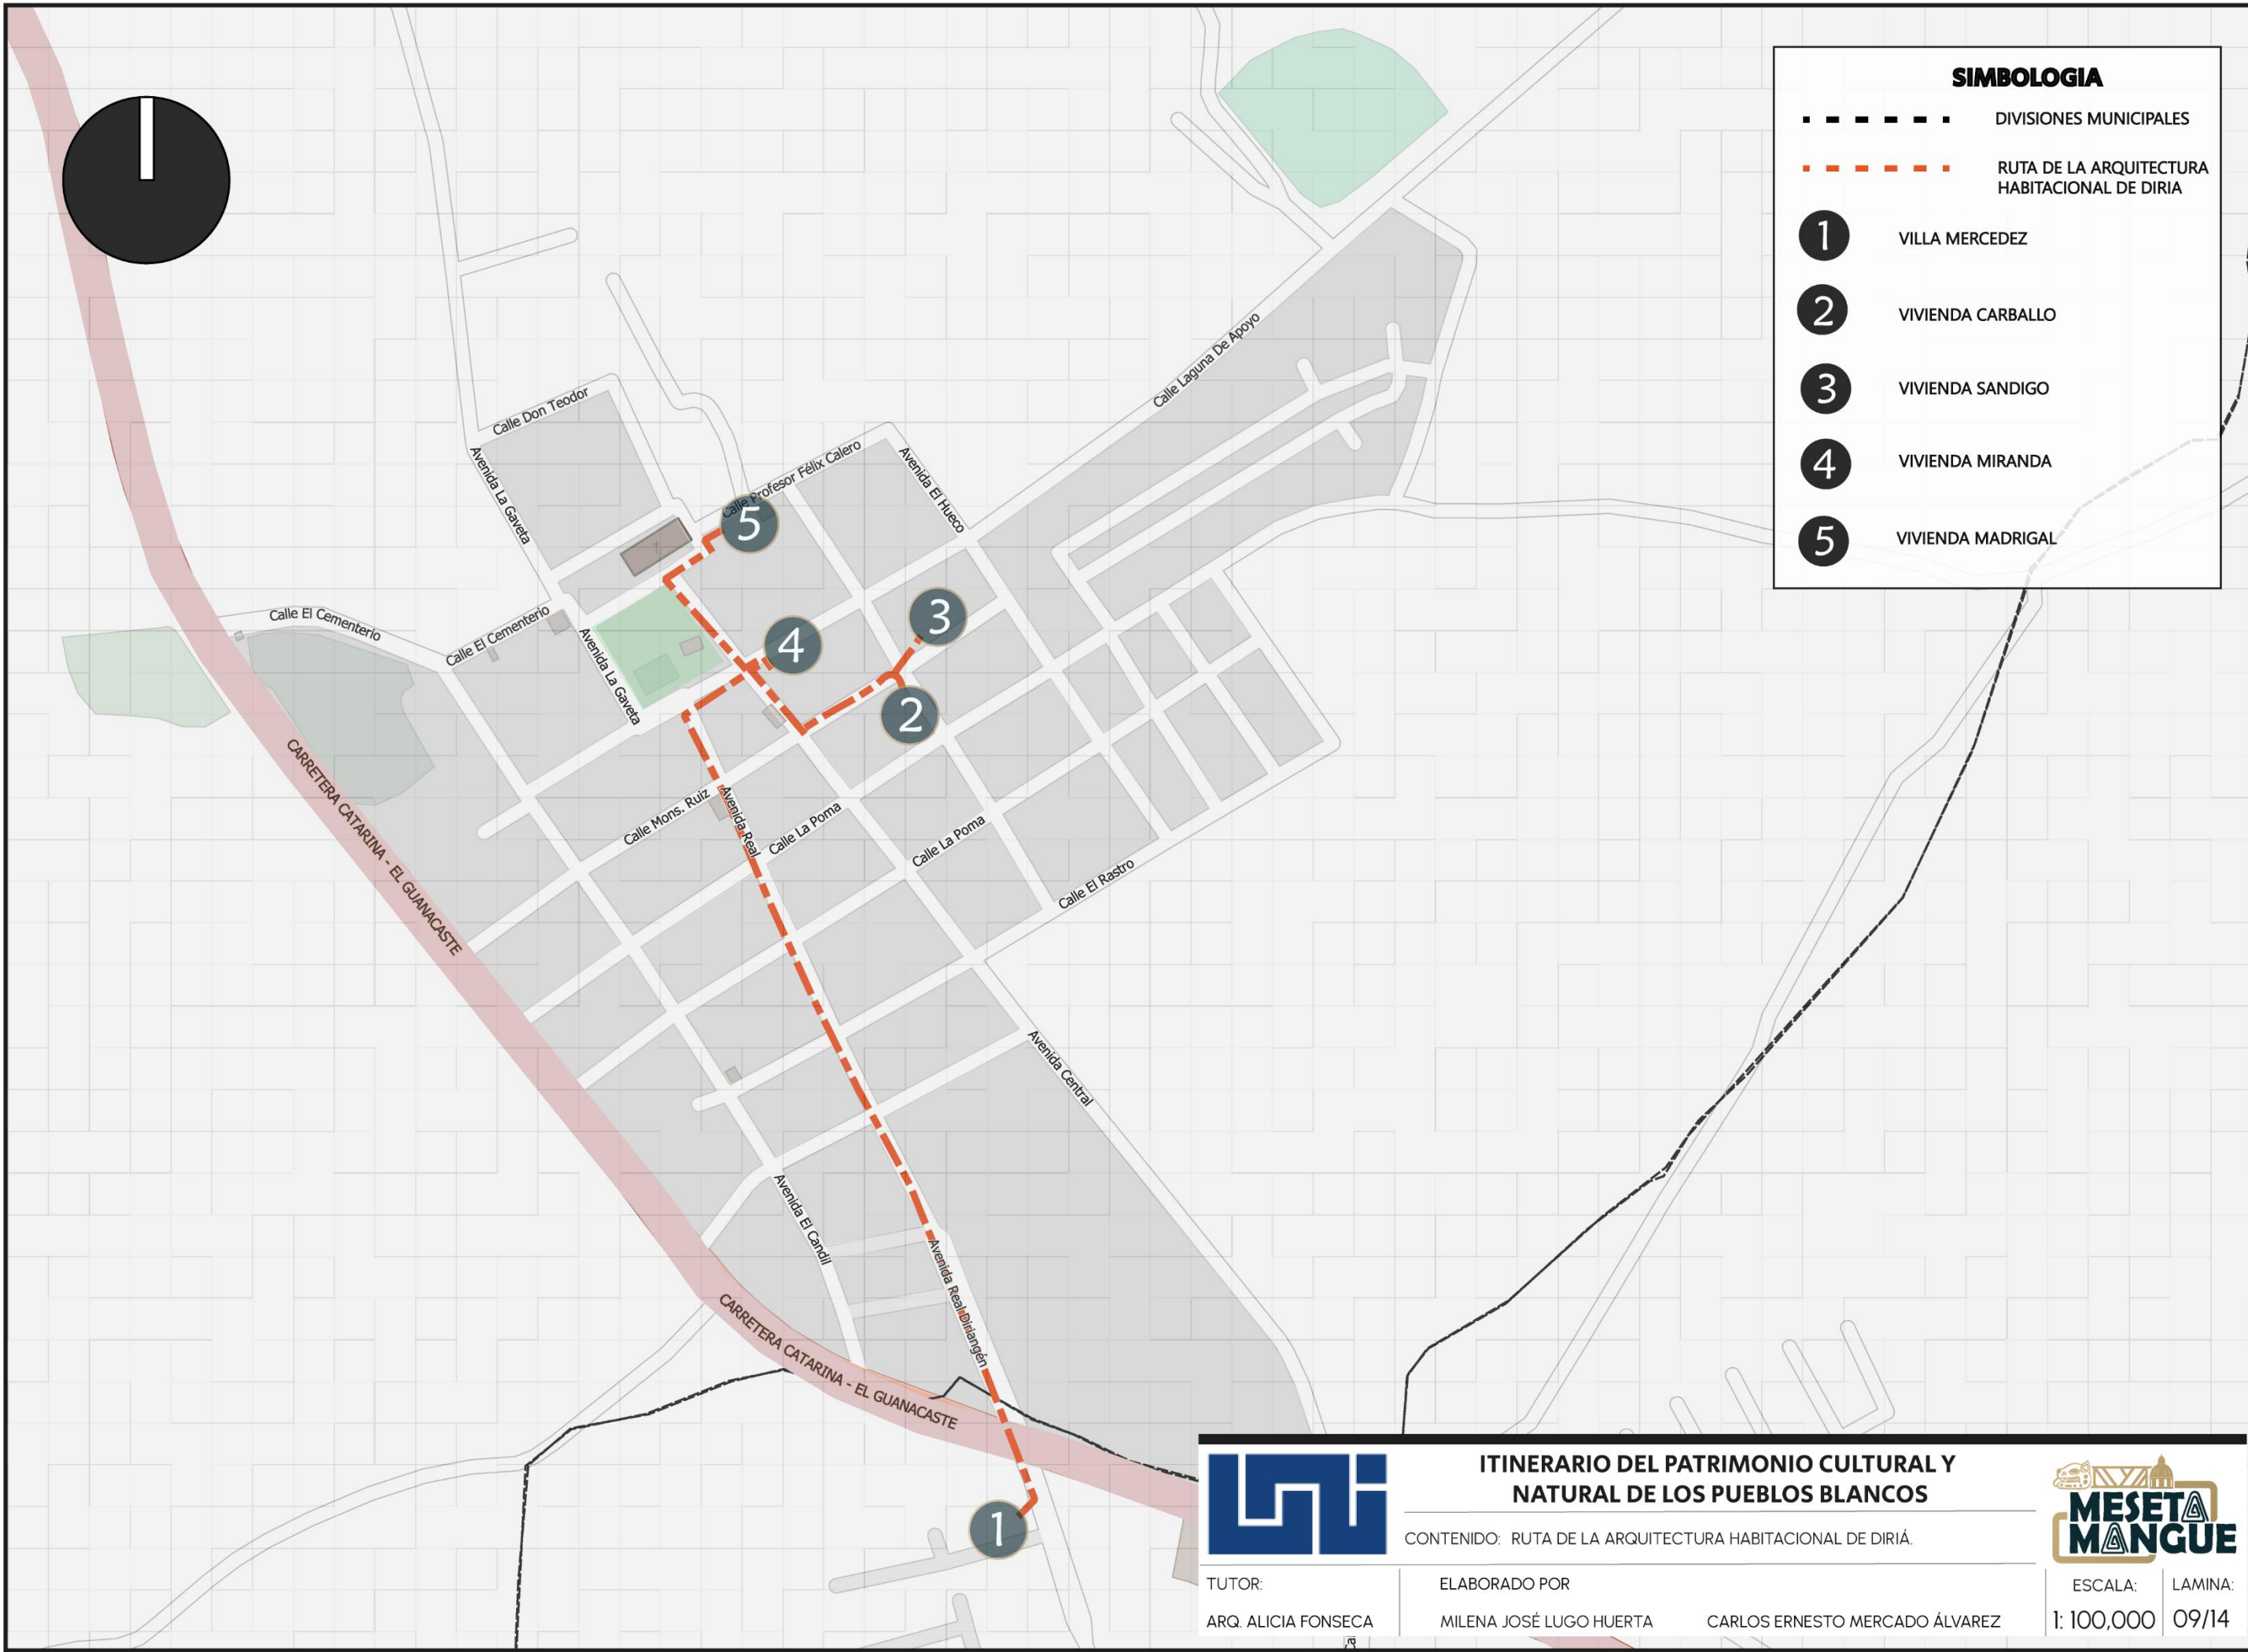 SIMBOLOGIA
DIVISIONES MUNICIPALES
RUTA DE LA ARQUITECTURA
HABITACIONAL DE DIRIA
1 VILLA MERCEDEZ
2 VIVIENDA CARBALLO
3 VIVIENDA SANDIGO
4 VIVIENDA MIRANDA
5 VIVIENDA MADRIGAL
Calle Laguna De Apoyo
Calle Don Teodor
Avenida La Gaveta
Calle Profesor Félix Calero
Avenida El Hueco
5
Calle El Cementerio
Calle El Cementerio
Avenida La Gaveta
3
4
2
CARRETERA CATARINA - EL GUANACASTE
Calle Mons. Ruiz
Avenida Real
Calle La Poma
Calle La Poma
Calle El Rastro
Avenida Central
Avenida El Candil
Avenida Real Diriangén
CARRETERA CATARINA - EL GUANACASTE
1
UNI
ITINERARIO DEL PATRIMONIO CULTURAL Y
NATURAL DE LOS PUEBLOS BLANCOS
CONTENIDO: RUTA DE LA ARQUITECTURA HABITACIONAL DE DIRIÁ.
MESETA
MANGUE
TUTOR:
ARQ. ALICIA FONSECA
ELABORADO POR
MILENA JOSÉ LUGO HUERTA CARLOS ERNESTO MERCADO ÁLVAREZ
ESCALA:
1: 100,000
LAMINA:
09/14